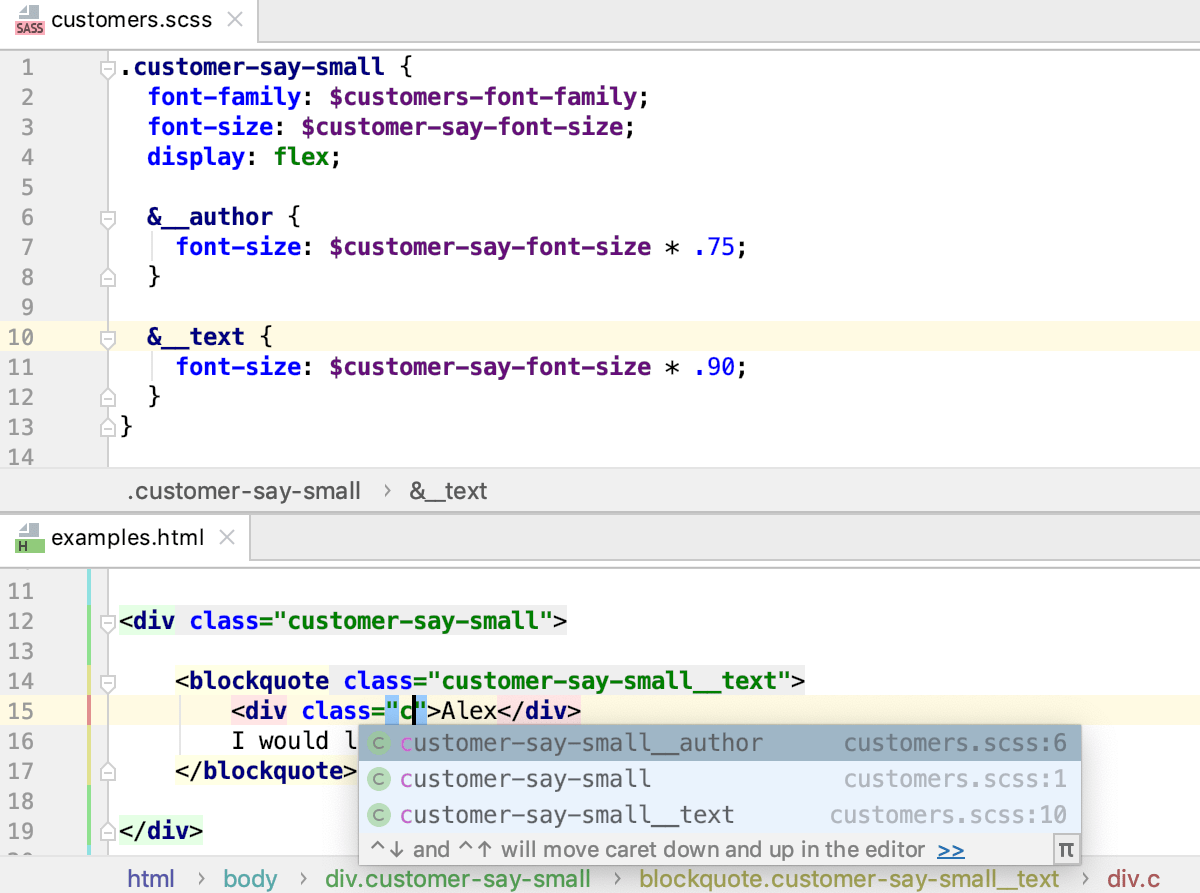 SASS customers.scss
1 .customer-say-small {
2 font-family: $customers-font-family;
3 font-size: $customer-say-font-size;
4 display: flex;
5
6 &__author {
7 font-size: $customer-say-font-size * .75;
8 }
9
10 &__text {
11 font-size: $customer-say-font-size * .90;
12 }
13 }
14
.customer-say-small › &__text
H examples.html
11
12 <div class="customer-say-small">
13
14 <blockquote class="customer-say-small__text">
15 <div class="c">Alex</div>
16 I would l
C customer-say-small__author customers.scss:6
17 </blockquote>
C customer-say-small customers.scss:1
18
C customer-say-small__text customers.scss:10
19 </div>
^↓ and ^↑ will move caret down and up in the editor >> π
html › body › div.customer-say-small › blockquote.customer-say-small__text › div.c